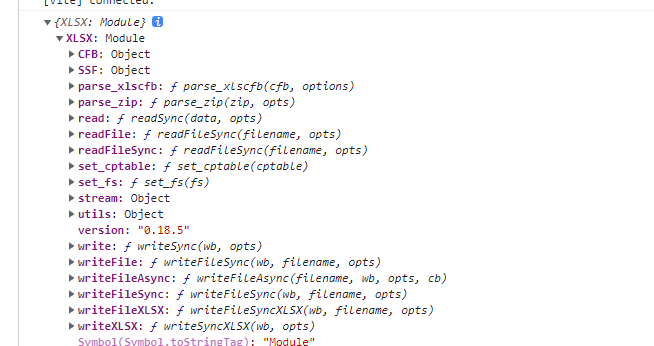 [vite] connected.
▼{XLSX: Module} i
▼XLSX: Module
▶CFB: Object
▶SSF: Object
▶parse_xlscfb: ƒ parse_xlscfb(cfb, options)
▶parse_zip: ƒ parse_zip(zip, opts)
▶read: ƒ readSync(data, opts)
▶readFile: ƒ readFileSync(filename, opts)
▶readFileSync: ƒ readFileSync(filename, opts)
▶set_cptable: ƒ set_cptable(cptable)
▶set_fs: ƒ set_fs(fs)
▶stream: Object
▶utils: Object
version: "0.18.5"
▶write: ƒ writeSync(wb, opts)
▶writeFile: ƒ writeFileSync(wb, filename, opts)
▶writeFileAsync: ƒ writeFileAsync(filename, wb, opts, cb)
▶writeFileSync: ƒ writeFileSync(wb, filename, opts)
▶writeFileXLSX: ƒ writeFileSyncXLSX(wb, filename, opts)
▶writeXLSX: ƒ writeSyncXLSX(wb, opts)
Symbol(Symbol.toStringTag): "Module"